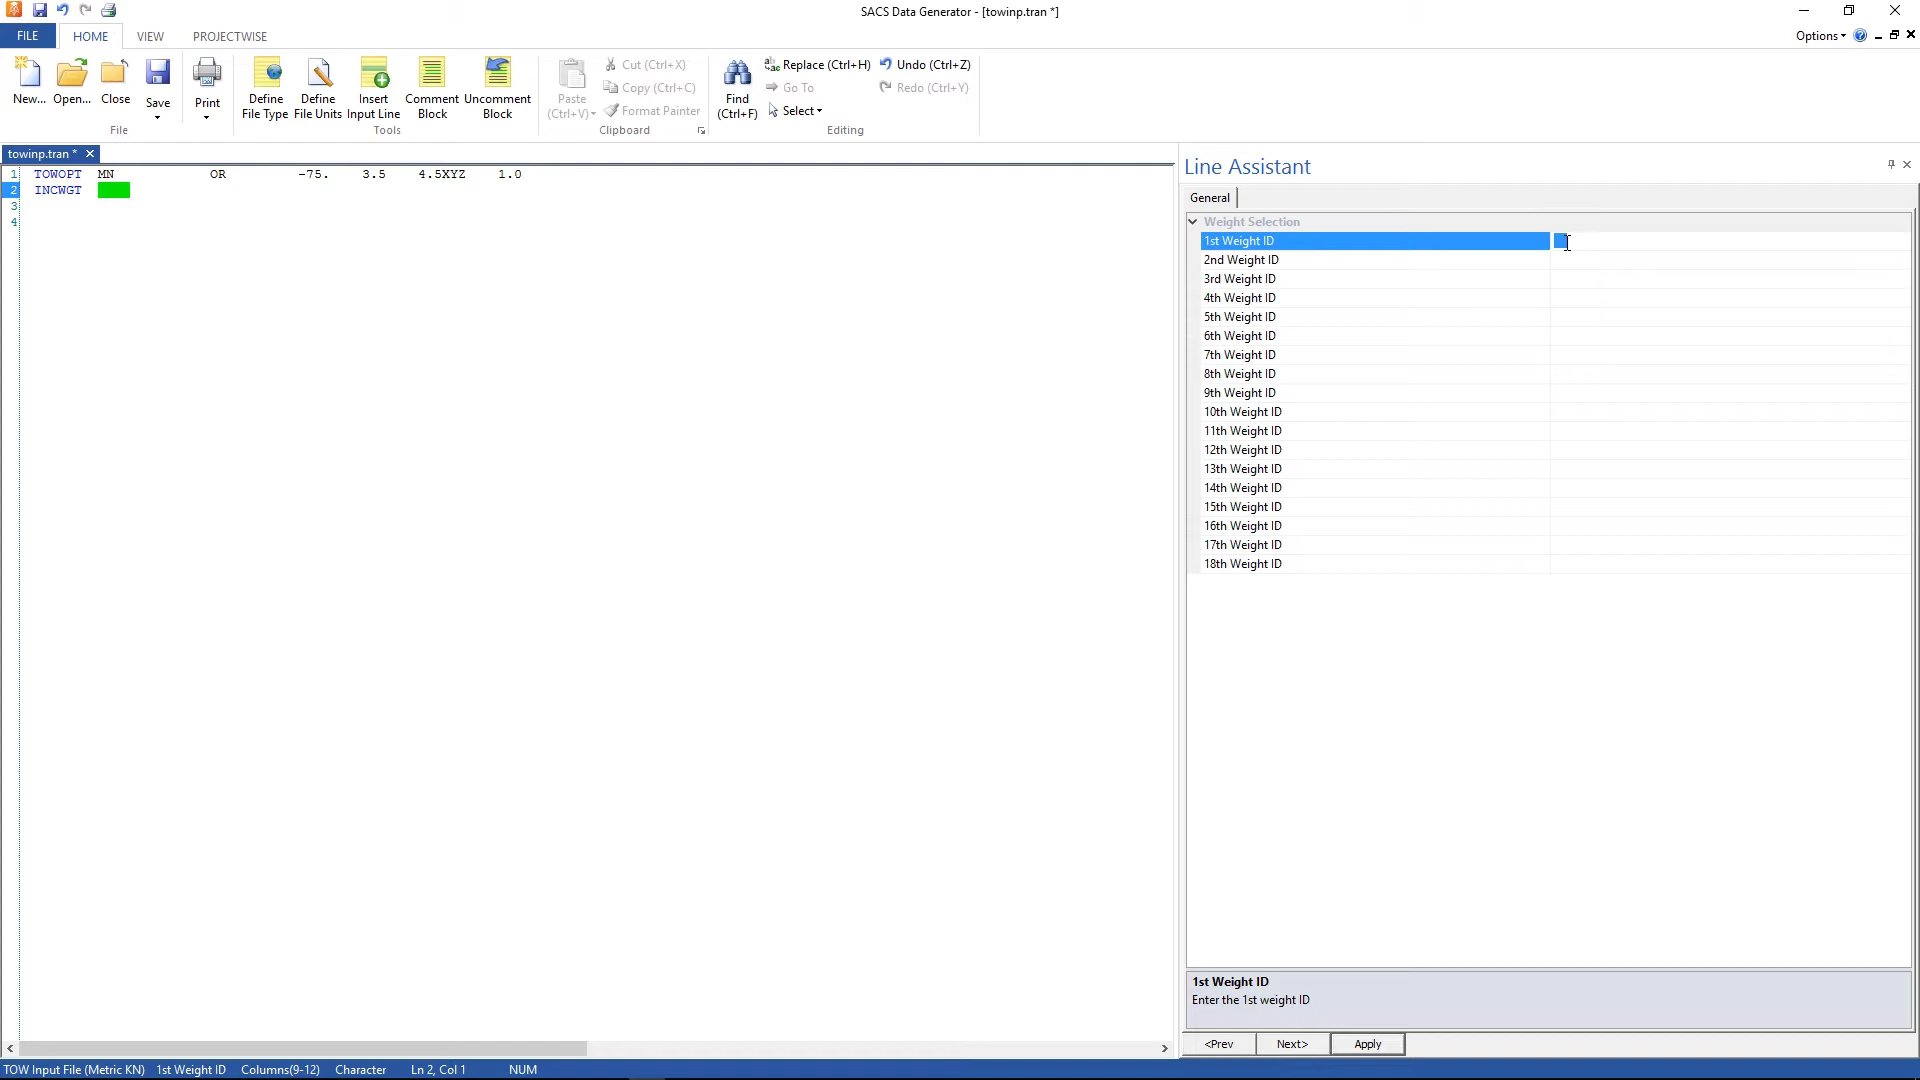 SACS Data Generator - [towinp.tran *]
FILE HOME VIEW PROJECTWISE Options
New... Open... Close Save Print
File
Define File Type Define File Units Insert Input Line Comment Block Uncomment Block
Tools
Paste (Ctrl+V) Cut (Ctrl+X)
Copy (Ctrl+C)
Format Painter
Clipboard
Find (Ctrl+F) Replace (Ctrl+H) Undo (Ctrl+Z)
Go To Redo (Ctrl+Y)
Select
Editing
towinp.tran *
1 TOWOPT MN OR -75. 3.5 4.5XYZ 1.0
2 INCWGT
3
4
Line Assistant
General
Weight Selection
1st Weight ID
2nd Weight ID
3rd Weight ID
4th Weight ID
5th Weight ID
6th Weight ID
7th Weight ID
8th Weight ID
9th Weight ID
10th Weight ID
11th Weight ID
12th Weight ID
13th Weight ID
14th Weight ID
15th Weight ID
16th Weight ID
17th Weight ID
18th Weight ID
1st Weight ID
Enter the 1st weight ID
<Prev Next> Apply
TOW Input File (Metric KN) 1st Weight ID Columns(9-12) Character Ln 2, Col 1 NUM